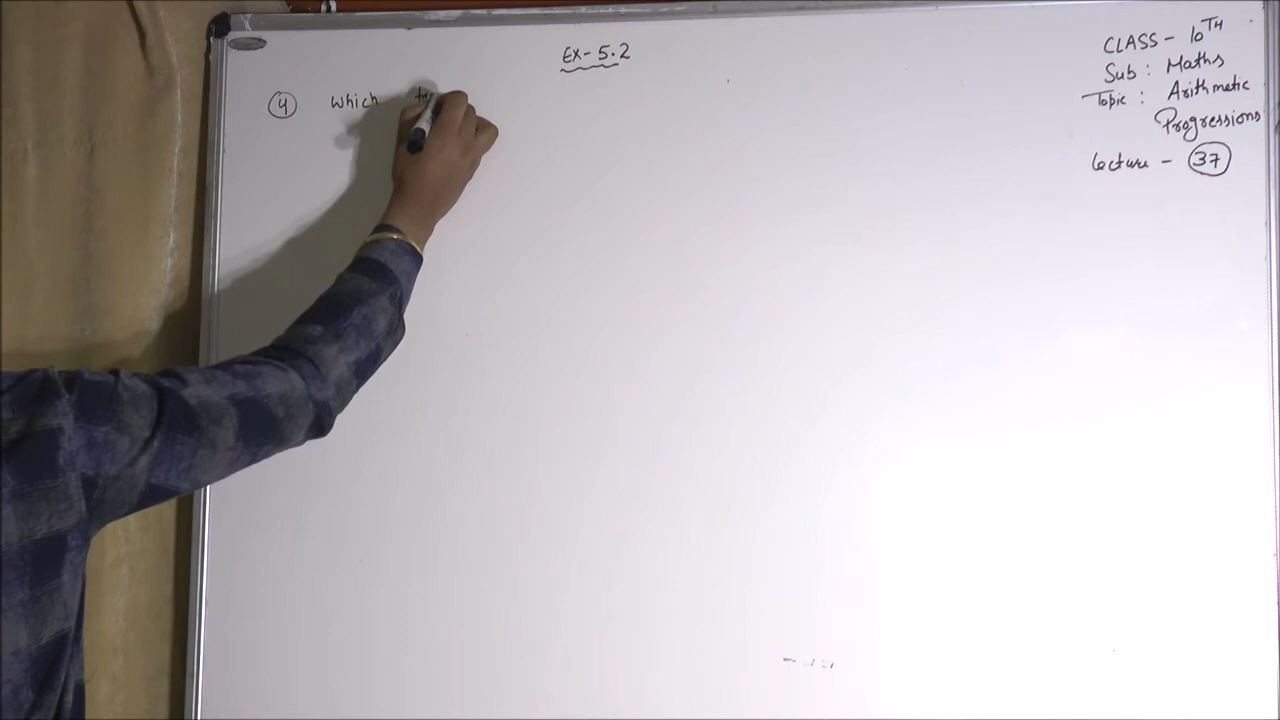 EX- 5.2
CLASS - 10TH
Sub : Maths
Topic : Arithmetic
Progressions
Lecture - 37
4 Which